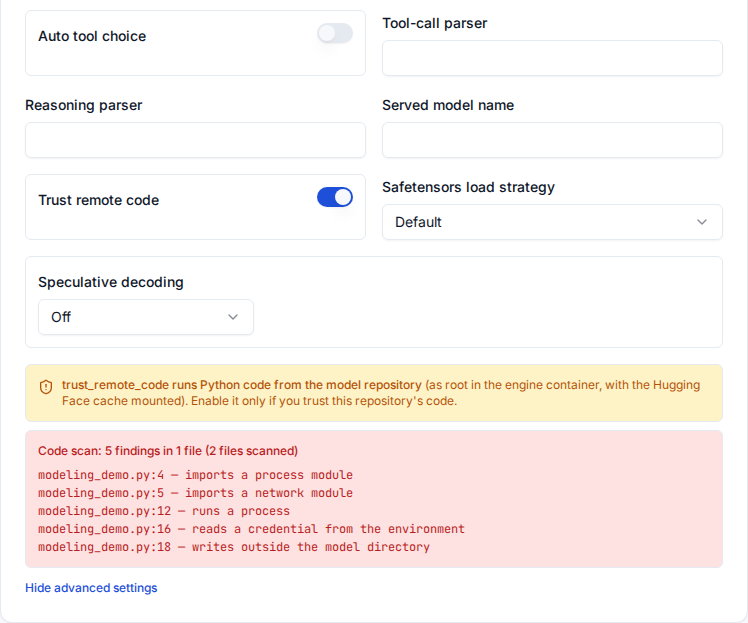 Auto tool choice
Tool-call parser
Reasoning parser
Served model name
Trust remote code
Safetensors load strategy
Default
Speculative decoding
Off
trust_remote_code runs Python code from the model repository (as root in the engine container, with the Hugging
Face cache mounted). Enable it only if you trust this repository's code.
Code scan: 5 findings in 1 file (2 files scanned)
modeling_demo.py:4 — imports a process module
modeling_demo.py:5 — imports a network module
modeling_demo.py:12 — runs a process
modeling_demo.py:16 — reads a credential from the environment
modeling_demo.py:18 — writes outside the model directory
Hide advanced settings